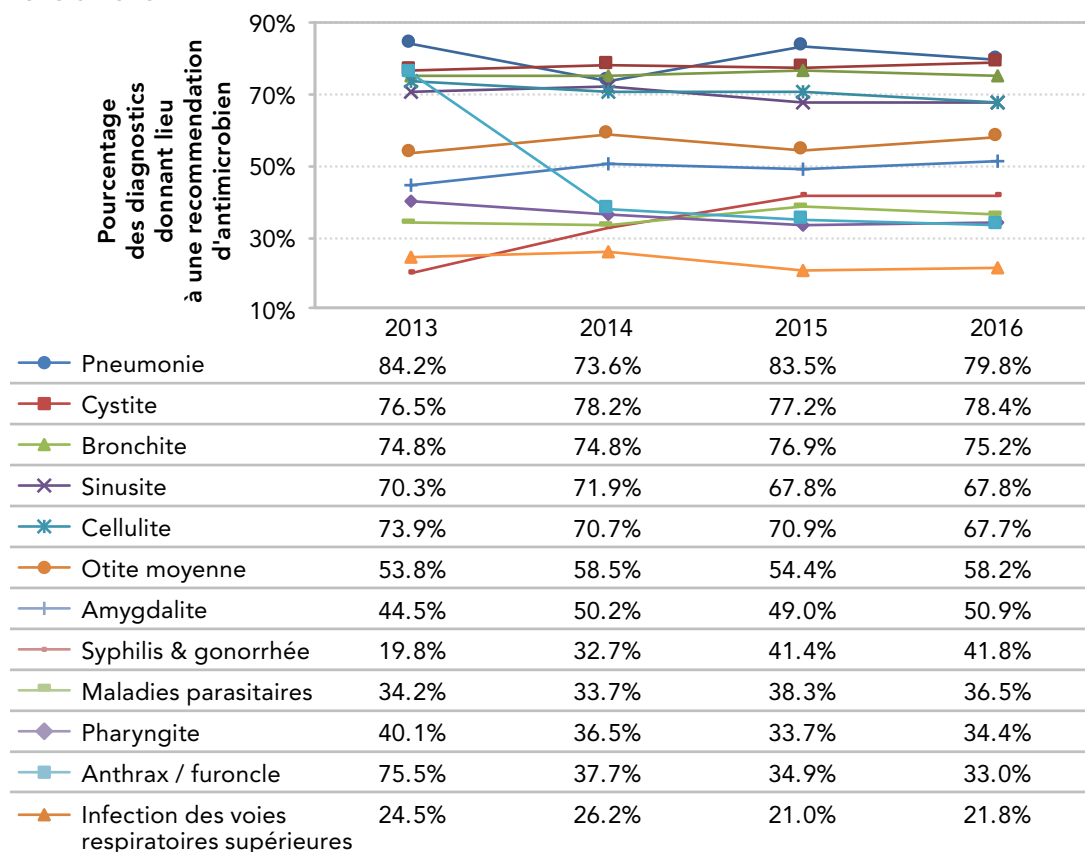 90%
70%
50%
30%
10%
Pourcentage
des diagnostics
donnant lieu
à une recommendation
d'antimicrobien
2013 2014 2015 2016
Pneumonie 84.2% 73.6% 83.5% 79.8%
Cystite 76.5% 78.2% 77.2% 78.4%
Bronchite 74.8% 74.8% 76.9% 75.2%
Sinusite 70.3% 71.9% 67.8% 67.8%
Cellulite 73.9% 70.7% 70.9% 67.7%
Otite moyenne 53.8% 58.5% 54.4% 58.2%
Amygdalite 44.5% 50.2% 49.0% 50.9%
Syphilis & gonorrhée 19.8% 32.7% 41.4% 41.8%
Maladies parasitaires 34.2% 33.7% 38.3% 36.5%
Pharyngite 40.1% 36.5% 33.7% 34.4%
Anthrax / furoncle 75.5% 37.7% 34.9% 33.0%
Infection des voies 24.5% 26.2% 21.0% 21.8%
respiratoires supérieures